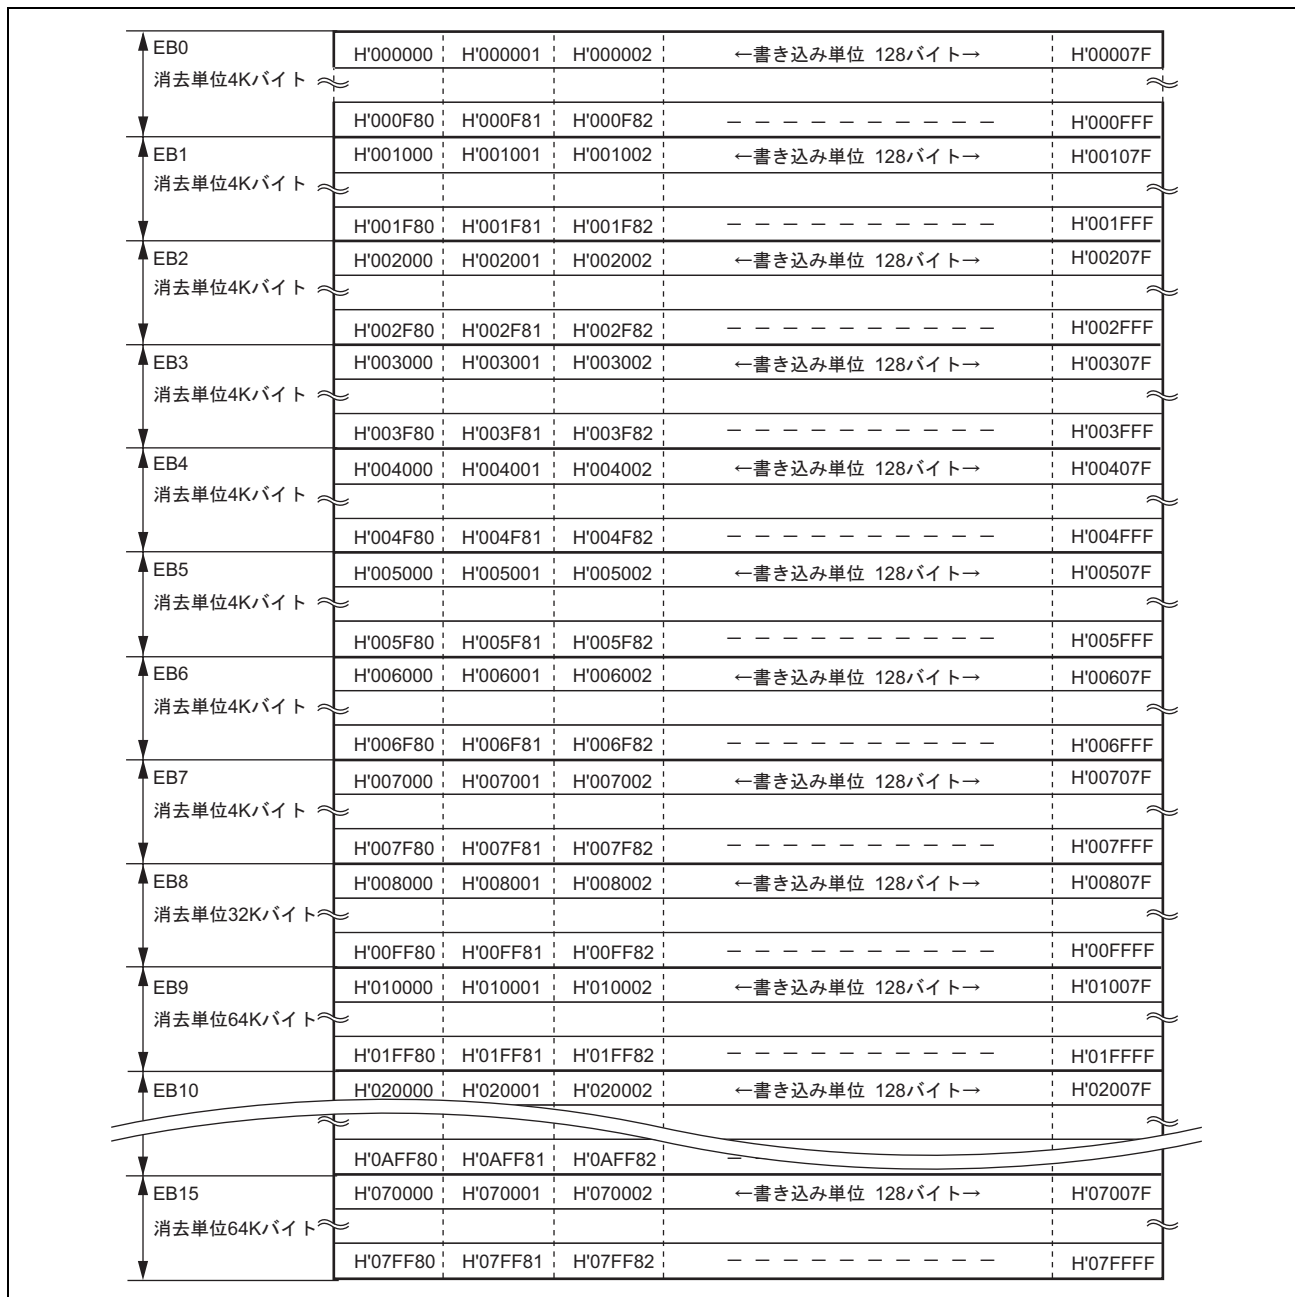 EB0 H'000000 H'000001 H'000002 ←書き込み単位 128バイト→ H'00007F
消去単位4Kバイト
H'000F80 H'000F81 H'000F82 － － － － － － － － － － H'000FFF
EB1 H'001000 H'001001 H'001002 ←書き込み単位 128バイト→ H'00107F
消去単位4Kバイト
H'001F80 H'001F81 H'001F82 － － － － － － － － － － H'001FFF
EB2 H'002000 H'002001 H'002002 ←書き込み単位 128バイト→ H'00207F
消去単位4Kバイト
H'002F80 H'002F81 H'002F82 － － － － － － － － － － H'002FFF
EB3 H'003000 H'003001 H'003002 ←書き込み単位 128バイト→ H'00307F
消去単位4Kバイト
H'003F80 H'003F81 H'003F82 － － － － － － － － － － H'003FFF
EB4 H'004000 H'004001 H'004002 ←書き込み単位 128バイト→ H'00407F
消去単位4Kバイト
H'004F80 H'004F81 H'004F82 － － － － － － － － － － H'004FFF
EB5 H'005000 H'005001 H'005002 ←書き込み単位 128バイト→ H'00507F
消去単位4Kバイト
H'005F80 H'005F81 H'005F82 － － － － － － － － － － H'005FFF
EB6 H'006000 H'006001 H'006002 ←書き込み単位 128バイト→ H'00607F
消去単位4Kバイト
H'006F80 H'006F81 H'006F82 － － － － － － － － － － H'006FFF
EB7 H'007000 H'007001 H'007002 ←書き込み単位 128バイト→ H'00707F
消去単位4Kバイト
H'007F80 H'007F81 H'007F82 － － － － － － － － － － H'007FFF
EB8 H'008000 H'008001 H'008002 ←書き込み単位 128バイト→ H'00807F
消去単位32Kバイト
H'00FF80 H'00FF81 H'00FF82 － － － － － － － － － － H'00FFFF
EB9 H'010000 H'010001 H'010002 ←書き込み単位 128バイト→ H'01007F
消去単位64Kバイト
H'01FF80 H'01FF81 H'01FF82 － － － － － － － － － － H'01FFFF
EB10 H'020000 H'020001 H'020002 ←書き込み単位 128バイト→ H'02007F
H'0AFF80 H'0AFF81 H'0AFF82 － －
EB15 H'070000 H'070001 H'070002 ←書き込み単位 128バイト→ H'07007F
消去単位64Kバイト
H'07FF80 H'07FF81 H'07FF82 － － － － － － － － － － H'07FFFF